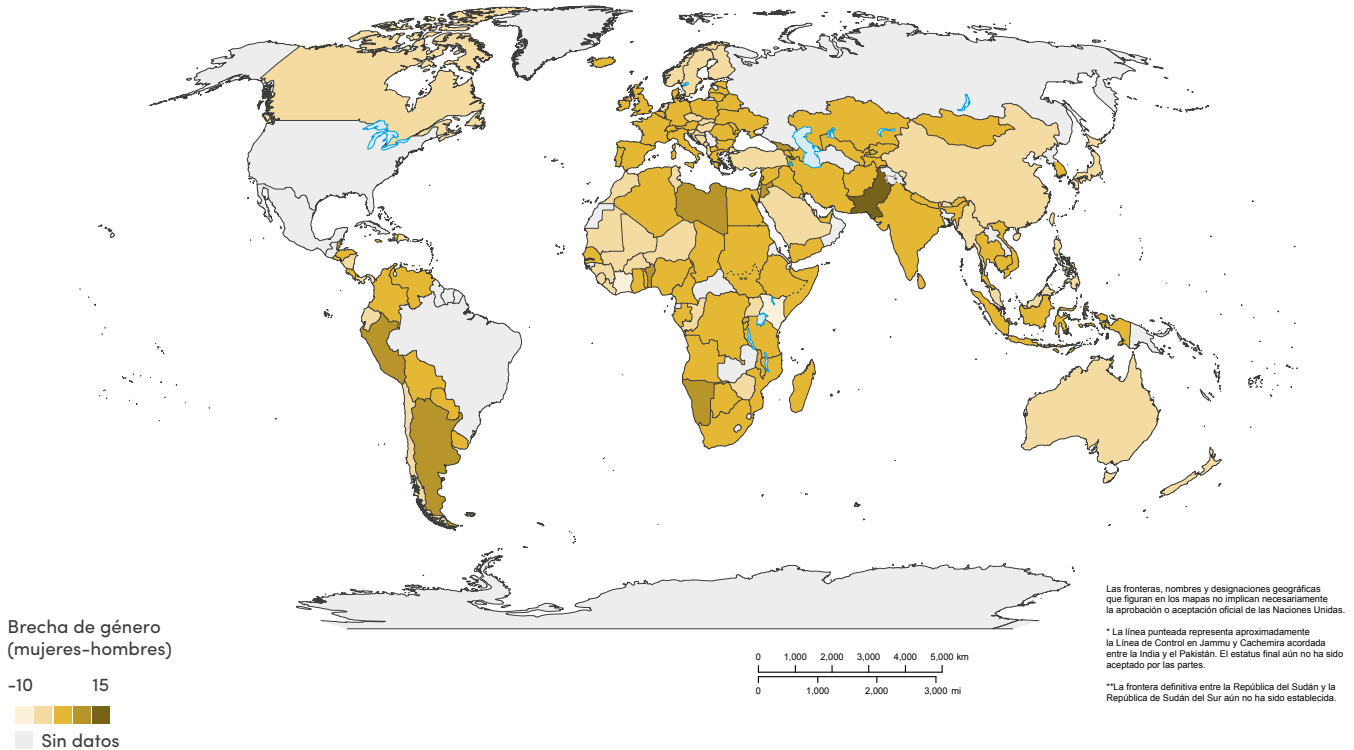 Brecha de género
(mujeres-hombres)
-10 15
Sin datos
0 1,000 2,000 3,000 4,000 5,000 km
0 1,000 2,000 3,000 mi
Las fronteras, nombres y designaciones geográficas
que figuran en los mapas no implican necesariamente
la aprobación o aceptación oficial de las Naciones Unidas.
* La línea punteada representa aproximadamente
la Línea de Control en Jammu y Cachemira acordada
entre la India y el Pakistán. El estatus final aún no ha sido
aceptado por las partes.
**La frontera definitiva entre la República del Sudán y la
República de Sudán del Sur aún no ha sido establecida.